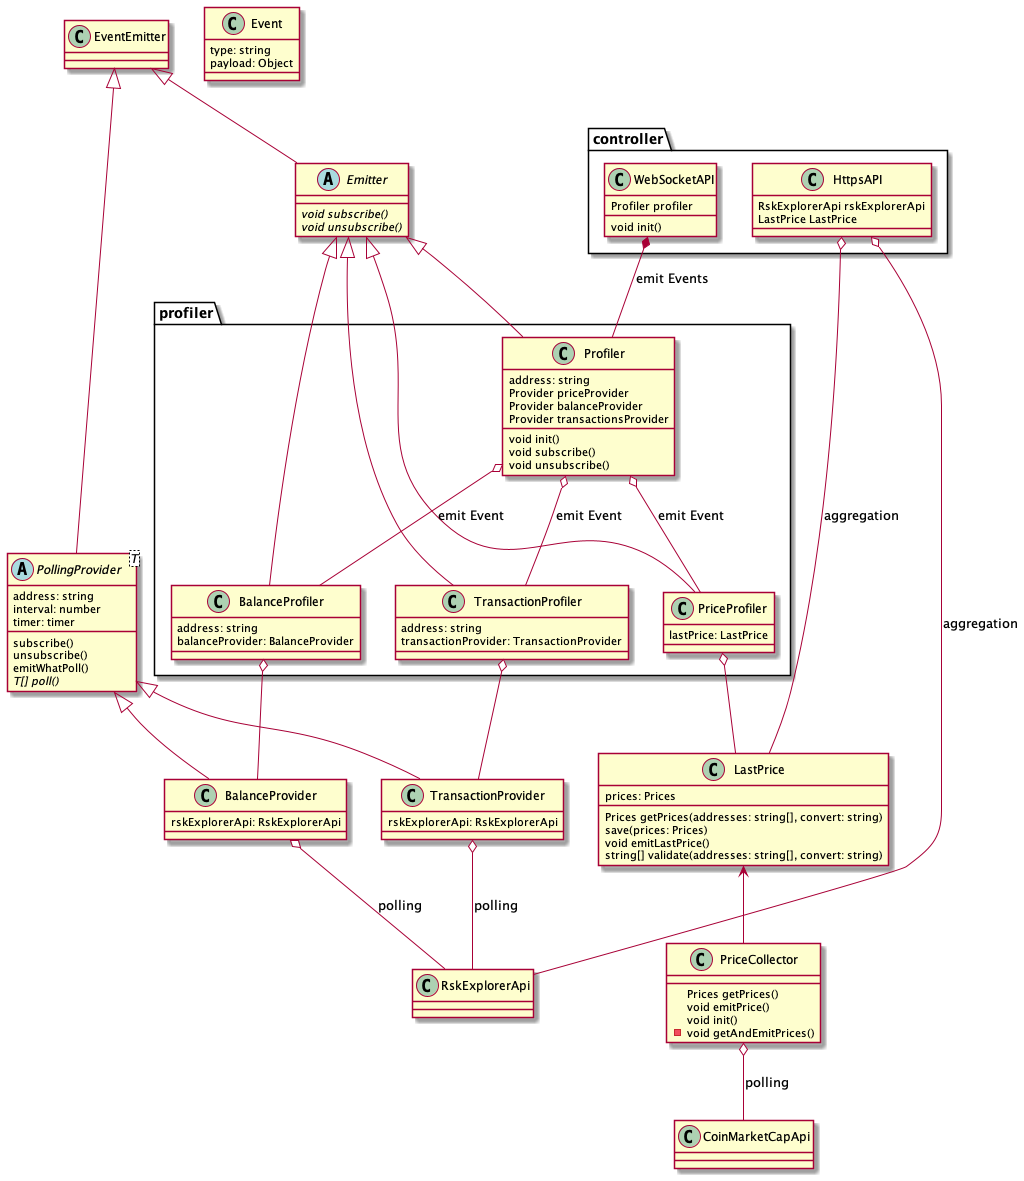 C EventEmitter
C Event
type: string
payload: Object
controller
A Emitter
void subscribe()
void unsubscribe()
C WebSocketAPI
Profiler profiler
void init()
C HttpsAPI
RskExplorerApi rskExplorerApi
LastPrice LastPrice
emit Events
profiler
C Profiler
address: string
Provider priceProvider
Provider balanceProvider
Provider transactionsProvider
void init()
void subscribe()
void unsubscribe()
emit Event
emit Event
emit Event
aggregation
A PollingProvider
T
address: string
interval: number
timer: timer
subscribe()
unsubscribe()
emitWhatPoll()
T[] poll()
C BalanceProfiler
address: string
balanceProvider: BalanceProvider
C TransactionProfiler
address: string
transactionProvider: TransactionProvider
C PriceProfiler
lastPrice: LastPrice
aggregation
C BalanceProvider
rskExplorerApi: RskExplorerApi
C TransactionProvider
rskExplorerApi: RskExplorerApi
C LastPrice
prices: Prices
Prices getPrices(addresses: string[], convert: string)
save(prices: Prices)
void emitLastPrice()
string[] validate(addresses: string[], convert: string)
polling
polling
C RskExplorerApi
C PriceCollector
Prices getPrices()
void emitPrice()
void init()
void getAndEmitPrices()
polling
C CoinMarketCapApi